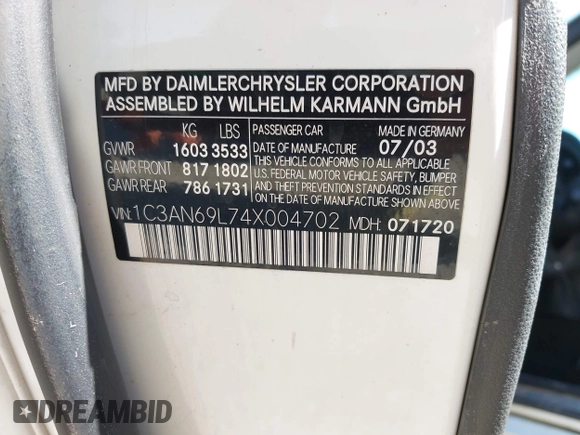 MFD BY DAIMLERCHRYSLER CORPORATION
ASSEMBLED BY WILHELM KARMANN GmbH
KG LBS
GVWR 1603 3533
GAWR FRONT 817 1802
GAWR REAR 786 1731
PASSENGER CAR MADE IN GERMANY
DATE OF MANUFACTURE 07/03
THIS VEHICLE CONFORMS TO ALL APPLICABLE
U.S. FEDERAL MOTOR VEHICLE SAFETY, BUMPER
AND THEFT PREVENTION STANDARDS IN EFFECT
ON THE DATE OF MANUFACTURE SHOWN ABOVE.
VIN: 1C3AN69L74X004702 MDH: 071720
DREAMBID